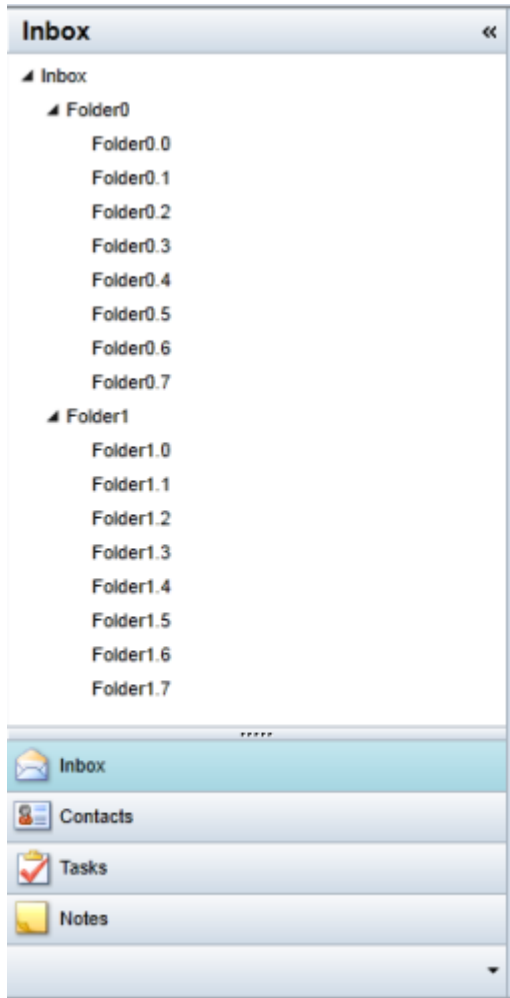 Inbox «
Inbox
Folder0
Folder0.0
Folder0.1
Folder0.2
Folder0.3
Folder0.4
Folder0.5
Folder0.6
Folder0.7
Folder1
Folder1.0
Folder1.1
Folder1.2
Folder1.3
Folder1.4
Folder1.5
Folder1.6
Folder1.7
Inbox
Contacts
Tasks
Notes